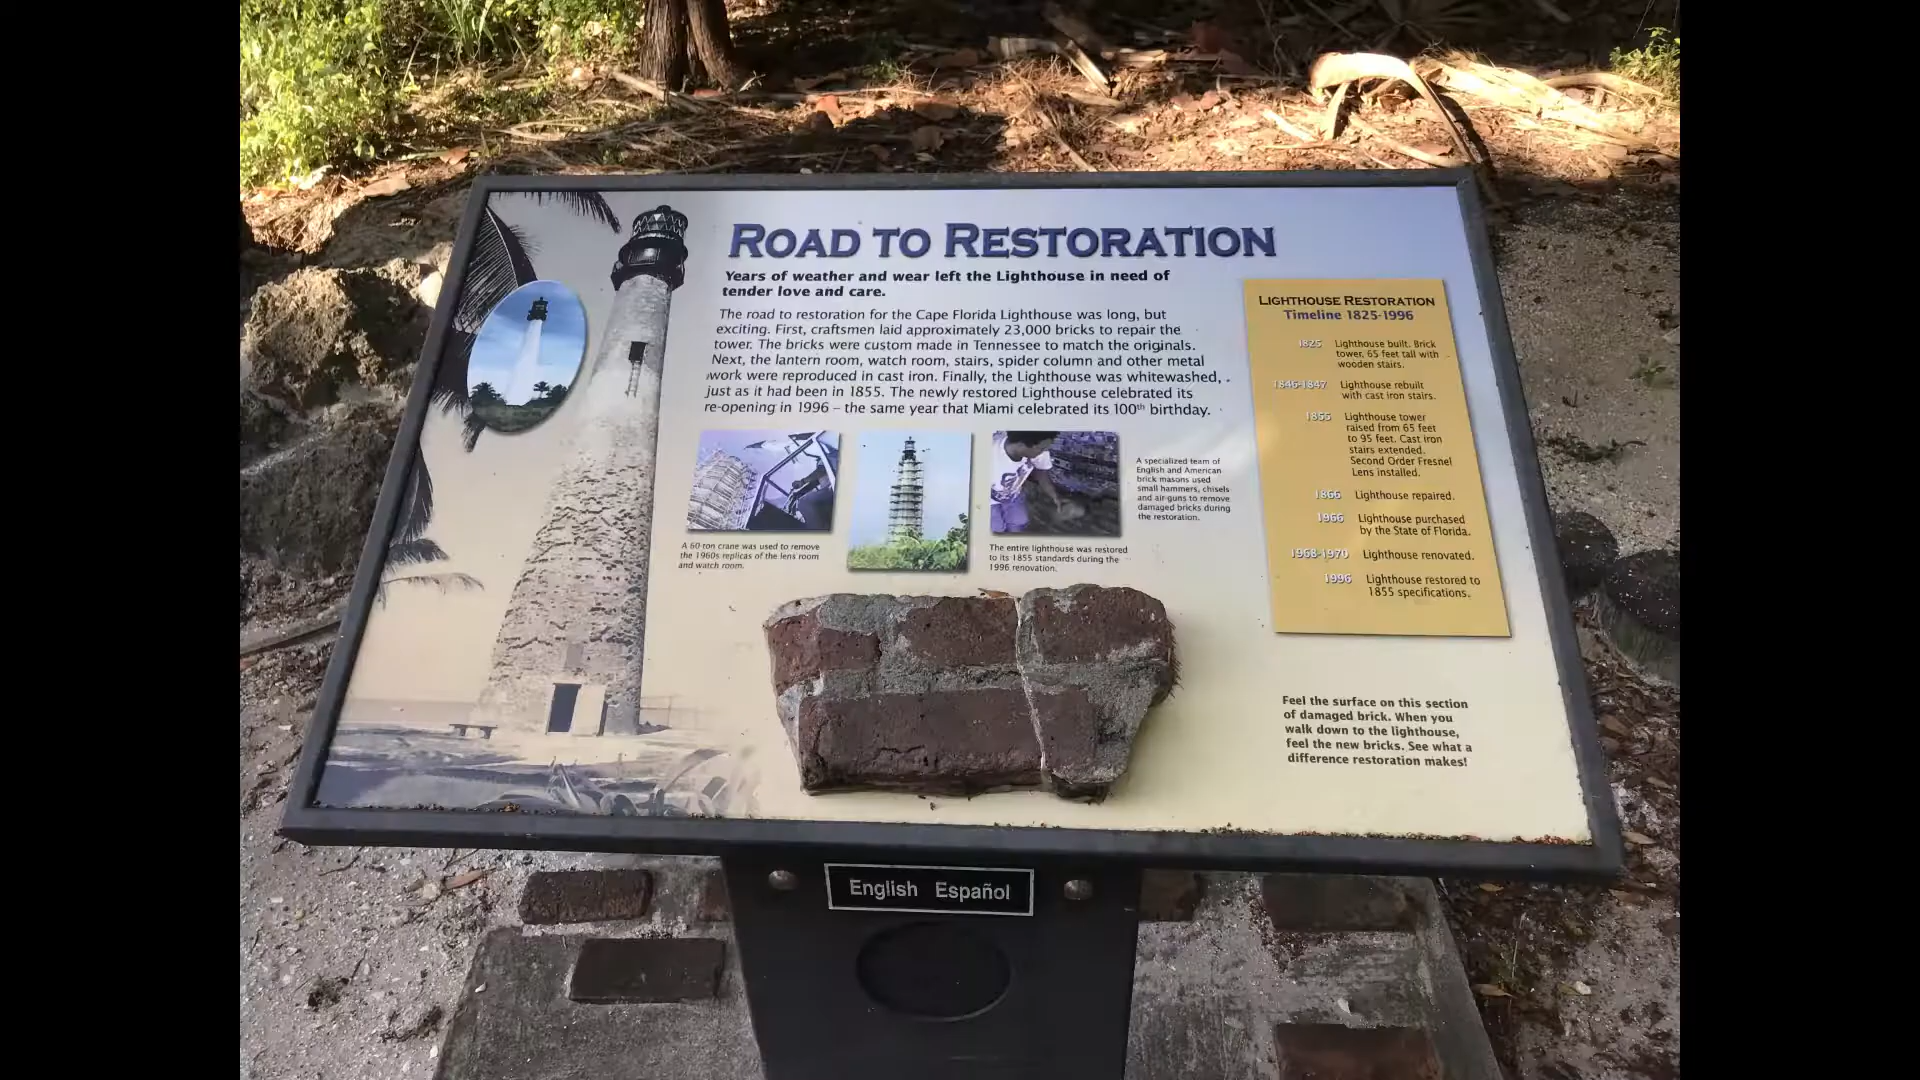 ROAD TO RESTORATION
Years of weather and wear left the Lighthouse in need of
tender love and care.
The road to restoration for the Cape Florida Lighthouse was long, but
exciting. First, craftsmen laid approximately 23,000 bricks to repair the
tower. The bricks were custom made in Tennessee to match the originals.
Next, the lantern room, watch room, stairs, spider column and other metal
work were reproduced in cast iron. Finally, the Lighthouse was whitewashed,
just as it had been in 1855. The newly restored Lighthouse celebrated its
re-opening in 1996 – the same year that Miami celebrated its 100th birthday.
A 60-ton crane was used to remove
the 1960s replicas of the lens room
and watch room.
The entire lighthouse was restored
to its 1855 standards during the
1996 renovation.
A specialized team of
English and American
brick masons used
small hammers, chisels
and air-guns to remove
damaged bricks during
the restoration.
LIGHTHOUSE RESTORATION
Timeline 1825-1996
1825 Lighthouse built. Brick
tower, 65 feet tall with
wooden stairs.
1846-1847 Lighthouse rebuilt
with cast iron stairs.
1855 Lighthouse tower
raised from 65 feet
to 95 feet. Cast iron
stairs extended.
Second Order Fresnel
Lens installed.
1866 Lighthouse repaired.
1966 Lighthouse purchased
by the State of Florida.
1968-1970 Lighthouse renovated.
1996 Lighthouse restored to
1855 specifications.
Feel the surface on this section
of damaged brick. When you
walk down to the lighthouse,
feel the new bricks. See what a
difference restoration makes!
English Español